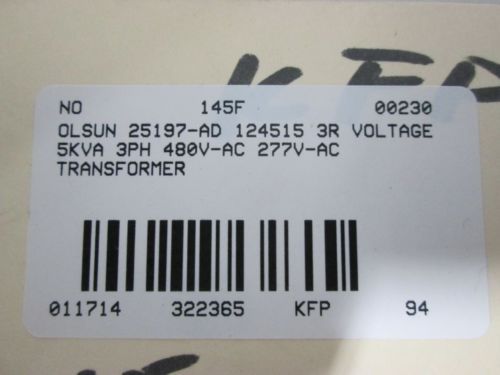 KFP
NO 145F 00230
OLSUN 25197-AD 124515 3R VOLTAGE
5KVA 3PH 480V-AC 277V-AC
TRANSFORMER
011714 322365 KFP 94